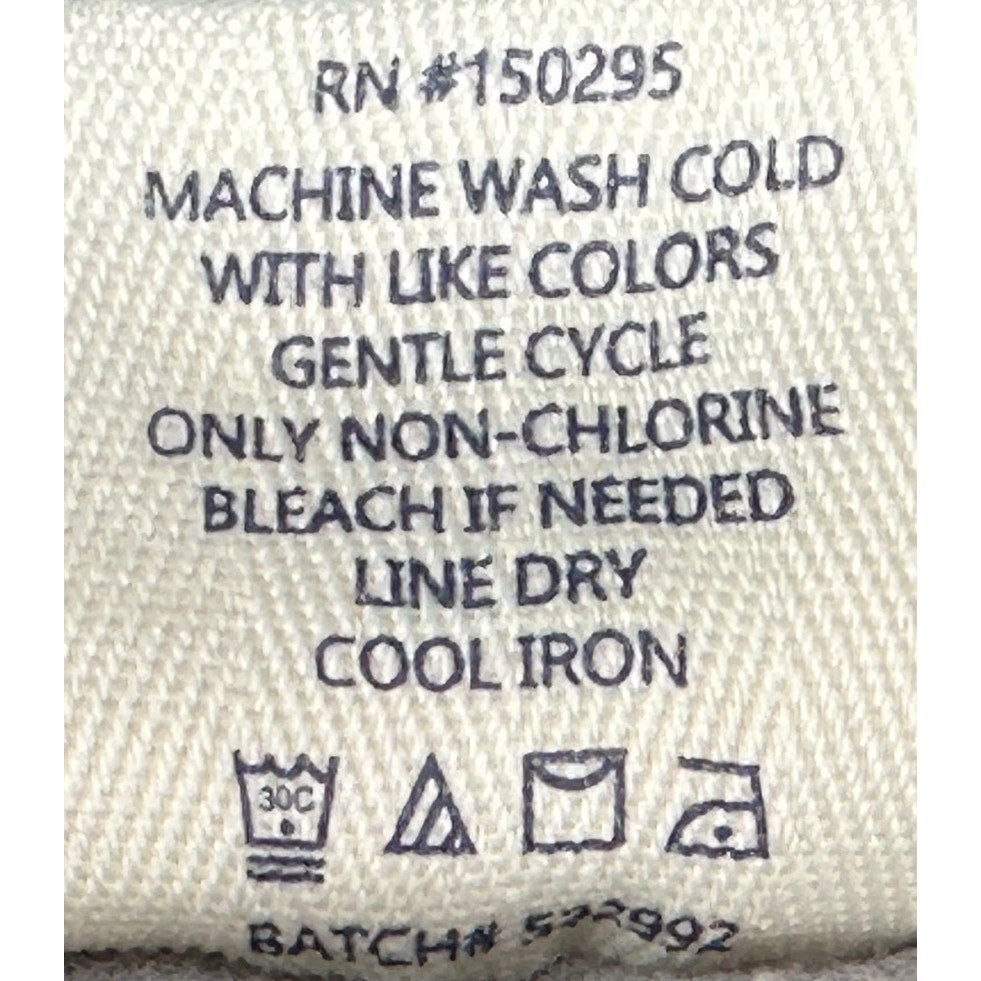 RN #150295
MACHINE WASH COLD
WITH LIKE COLORS
GENTLE CYCLE
ONLY NON-CHLORINE
BLEACH IF NEEDED
LINE DRY
COOL IRON
30C
BATCH#